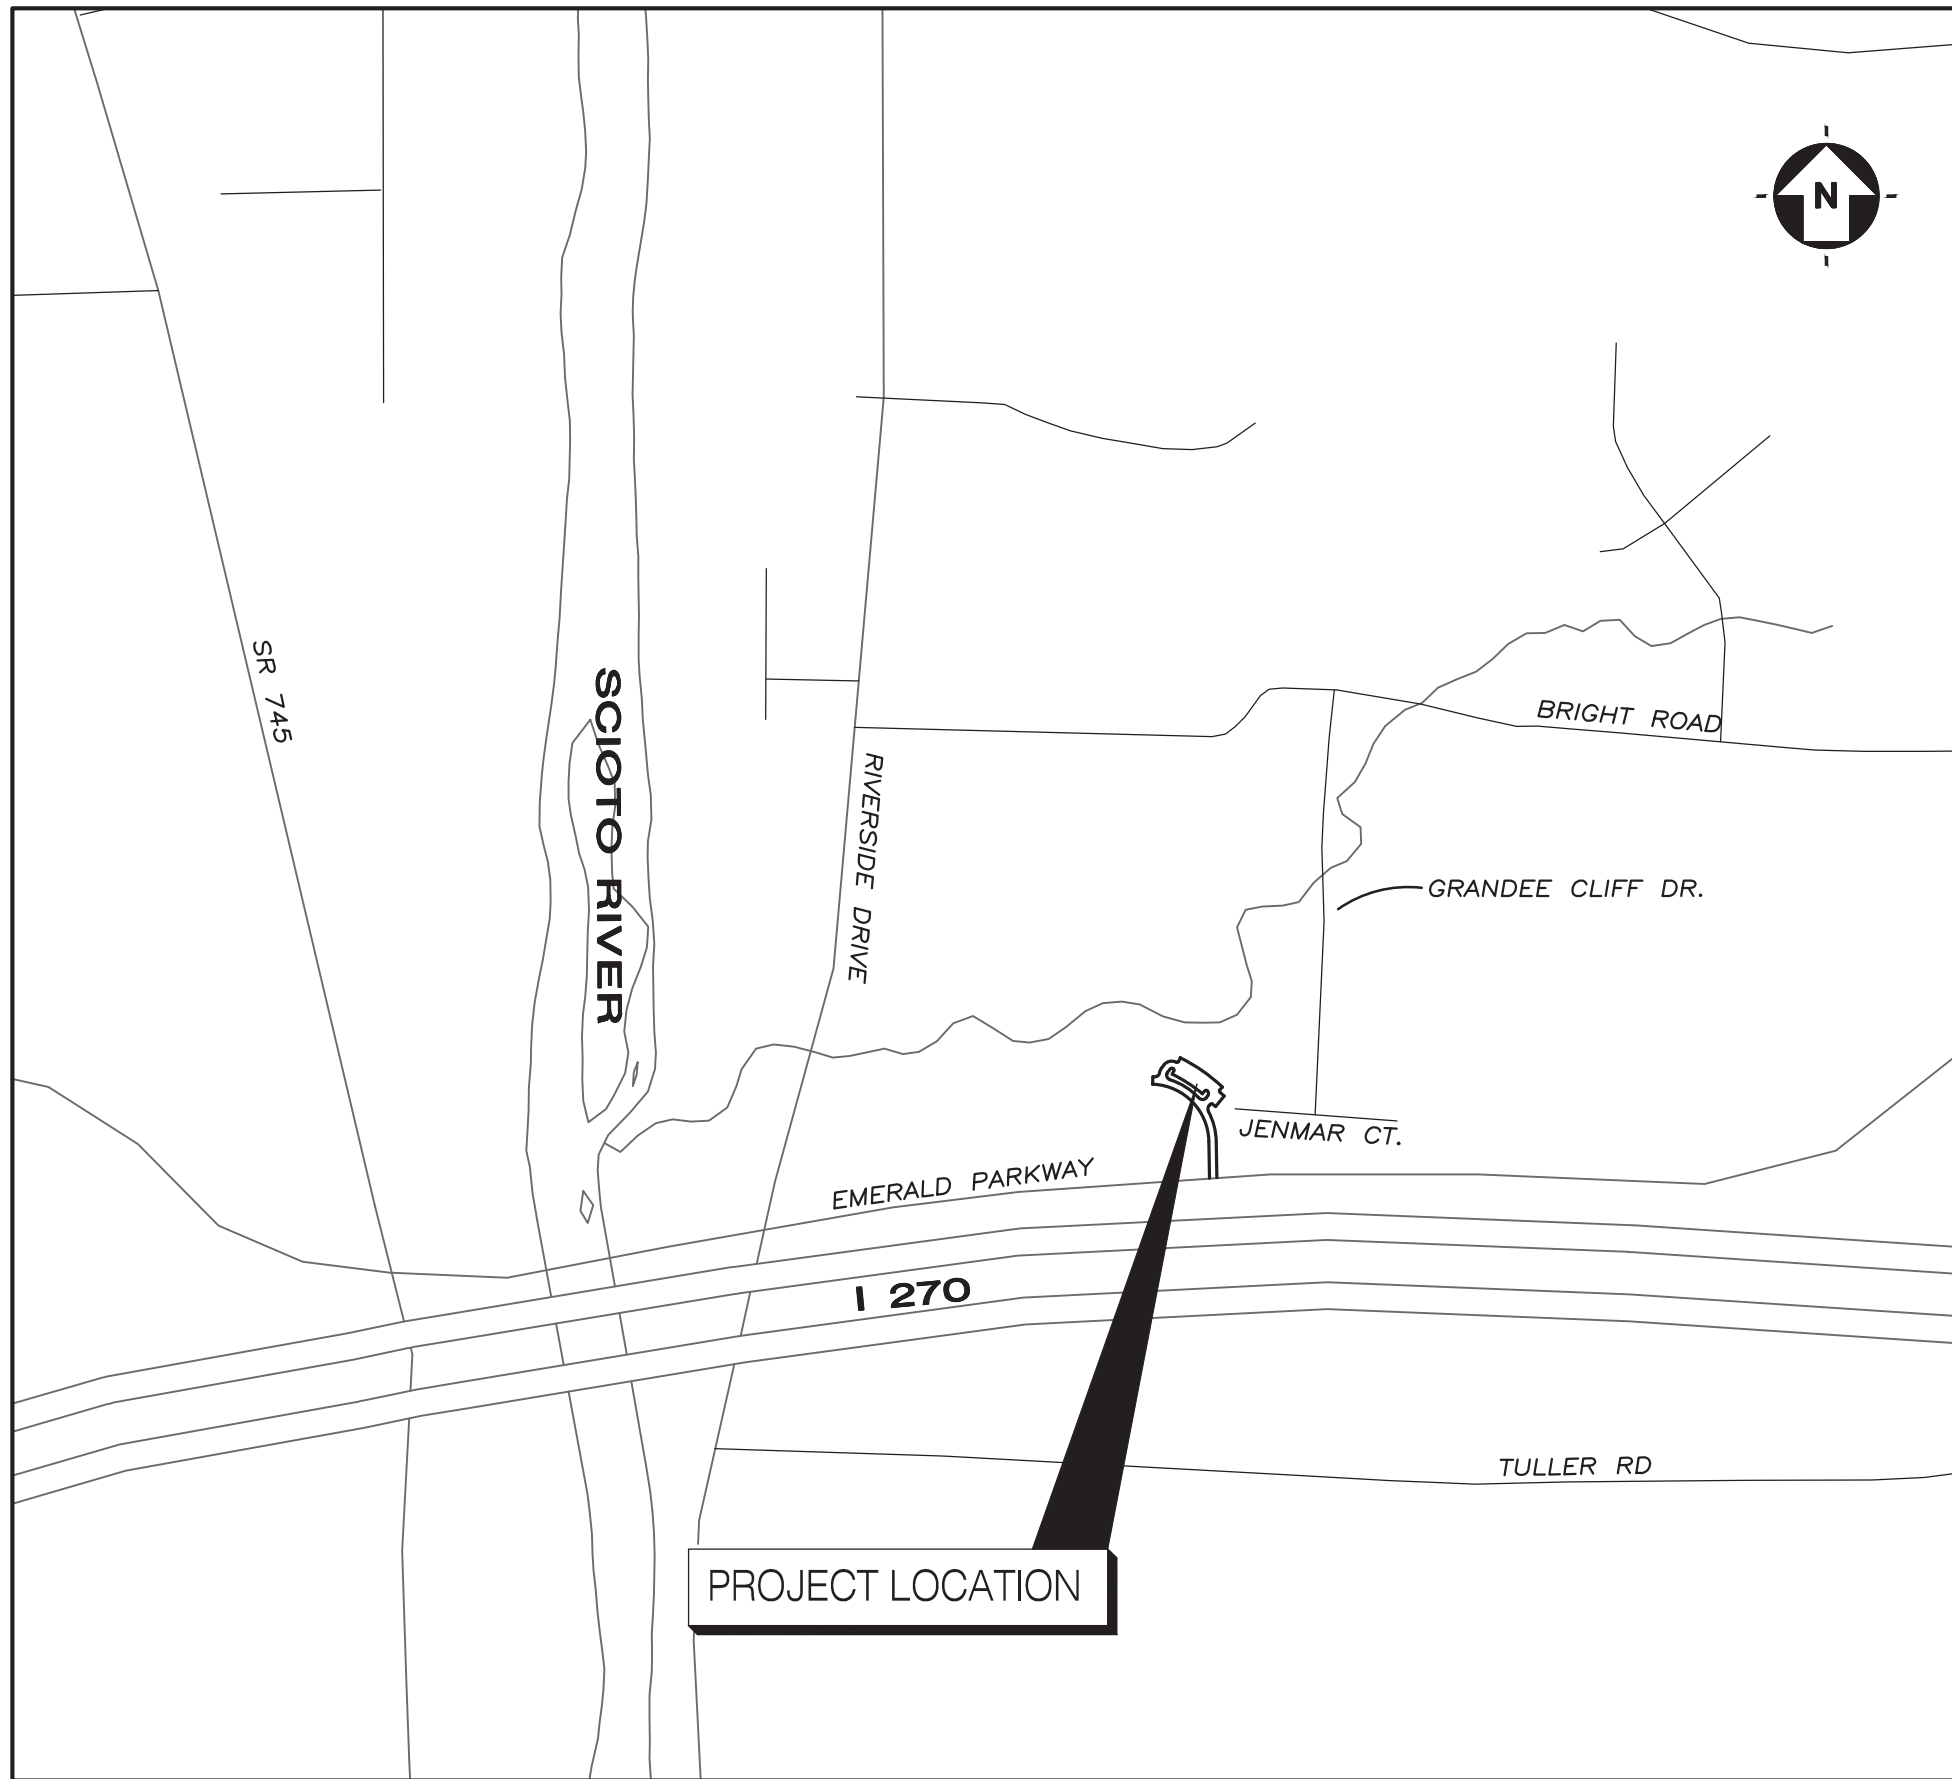 N
SR 745
SCIOTO RIVER
BRIGHT ROAD
RIVERSIDE DRIVE
GRANDEE CLIFF DR.
JENMAR CT.
EMERALD PARKWAY
I 270
TULLER RD
PROJECT LOCATION